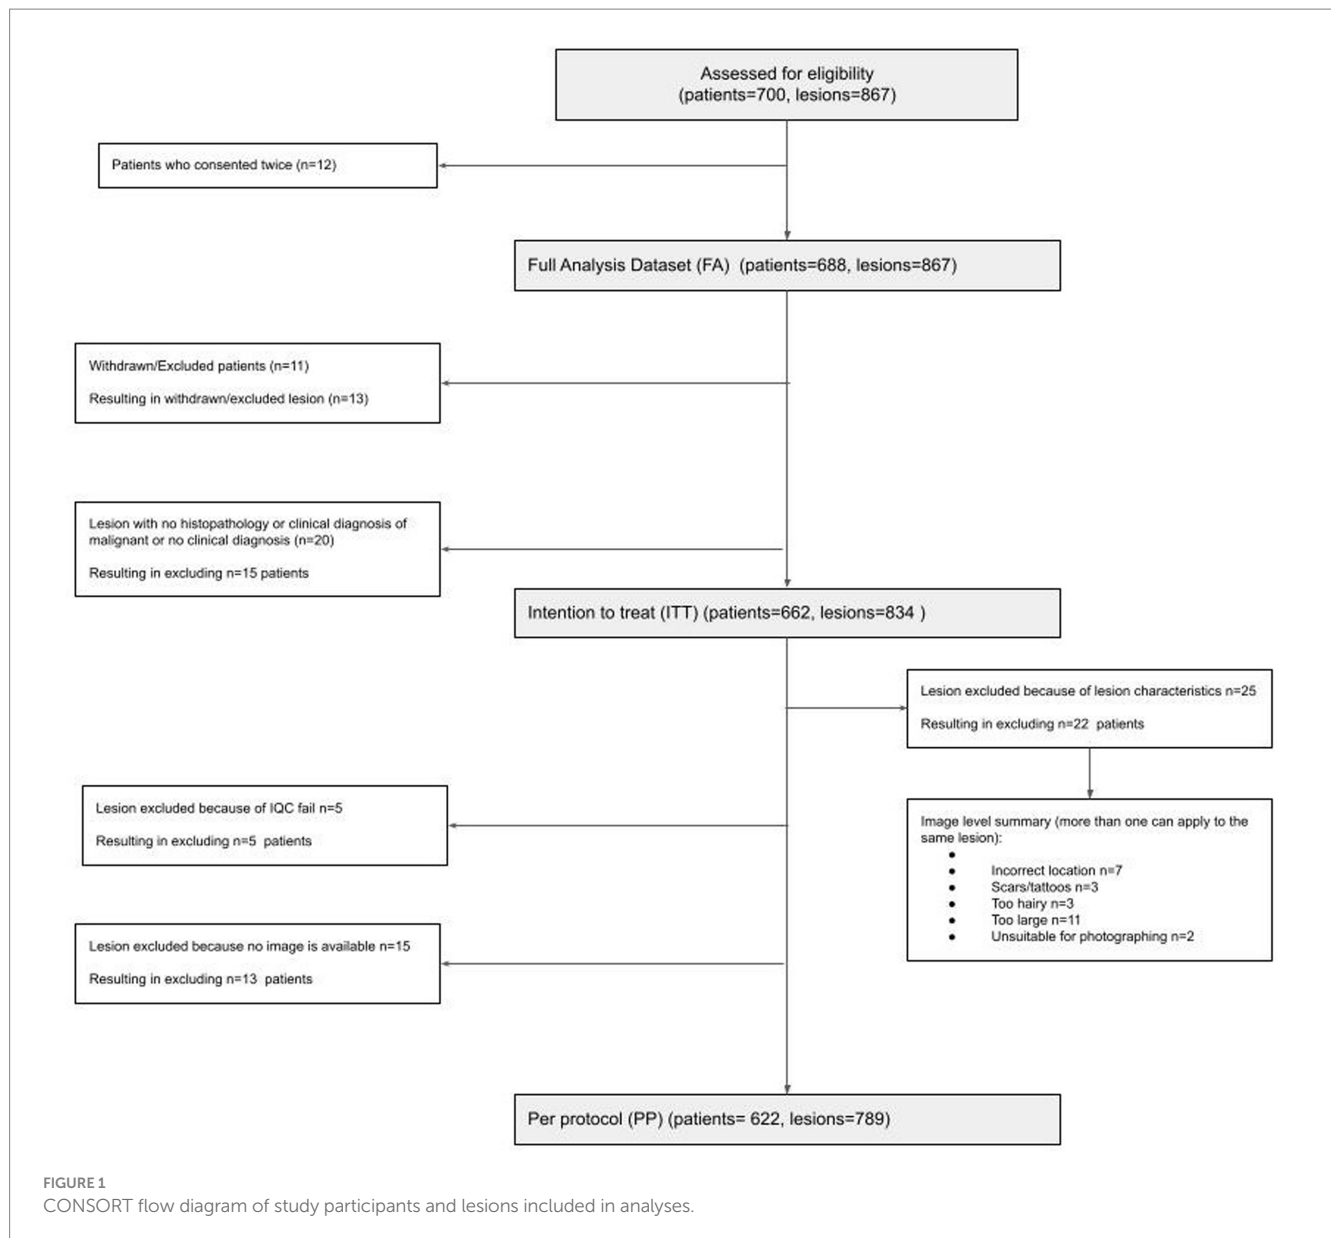 Assessed for eligibility
(patients=700, lesions=867)
Patients who consented twice (n=12)
Full Analysis Dataset (FA) (patients=688, lesions=867)
Withdrawn/Excluded patients (n=11)
Resulting in withdrawn/excluded lesion (n=13)
Lesion with no histopathology or clinical diagnosis of
malignant or no clinical diagnosis (n=20)
Resulting in excluding n=15 patients
Intention to treat (ITT) (patients=662, lesions=834 )
Lesion excluded because of lesion characteristics n=25
Resulting in excluding n=22 patients
Lesion excluded because of IQC fail n=5
Resulting in excluding n=5 patients
Image level summary (more than one can apply to the
same lesion):
●
● Incorrect location n=7
● Scars/tattoos n=3
● Too hairy n=3
● Too large n=11
● Unsuitable for photographing n=2
Lesion excluded because no image is available n=15
Resulting in excluding n=13 patients
Per protocol (PP) (patients= 622, lesions=789)
FIGURE 1
CONSORT flow diagram of study participants and lesions included in analyses.